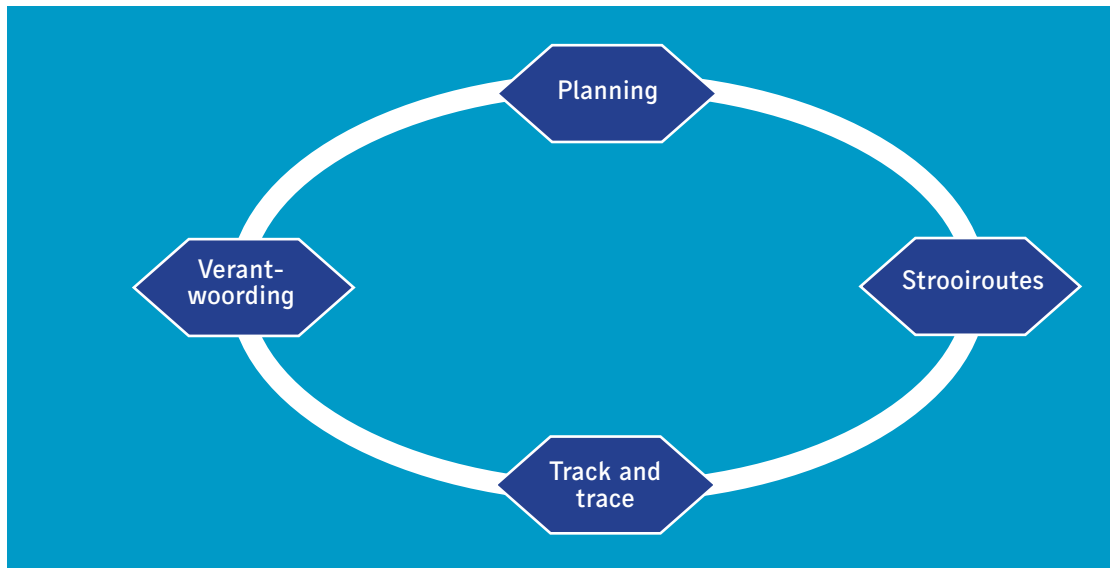 Planning
Verant-
woording
Strooiroutes
Track and
trace